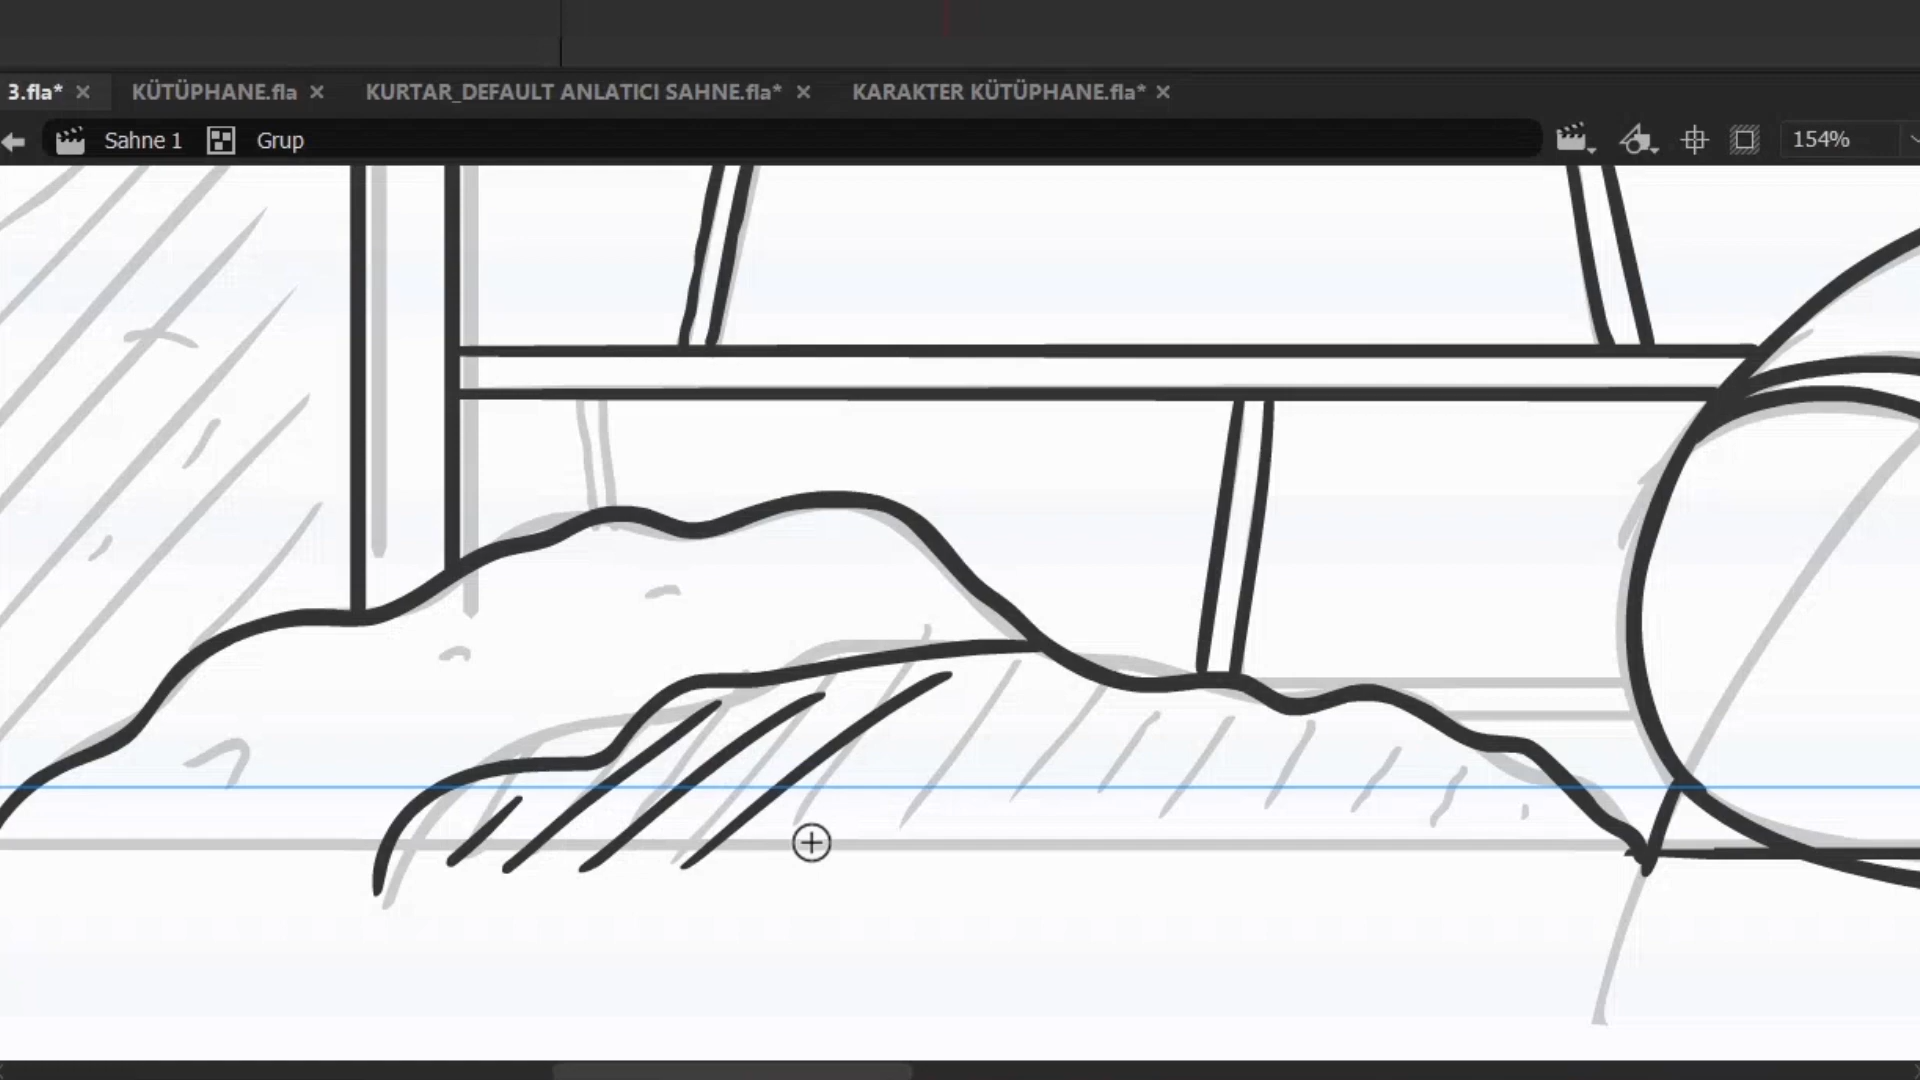 3.fla* × KÜTÜPHANE.fla × KURTAR_DEFAULT ANLATICI SAHNE.fla* × KARAKTER KÜTÜPHANE.fla* ×
Sahne 1 Grup 154%